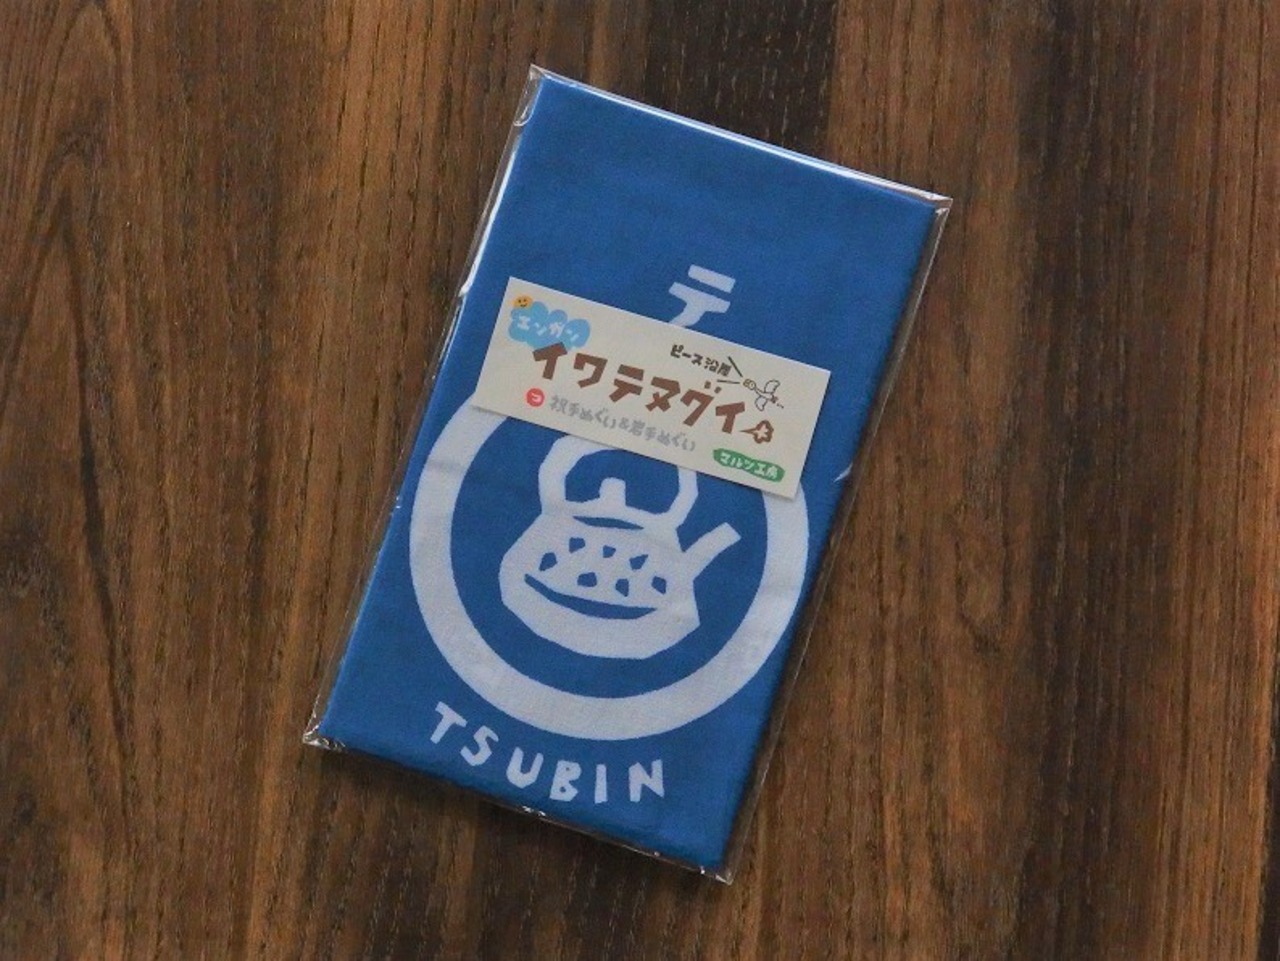 テ
エンガン
ピース沿岸
イワテヌグイ
つ 祝手ぬぐい&岩手ぬぐい
マルツ工房
TSUBIN